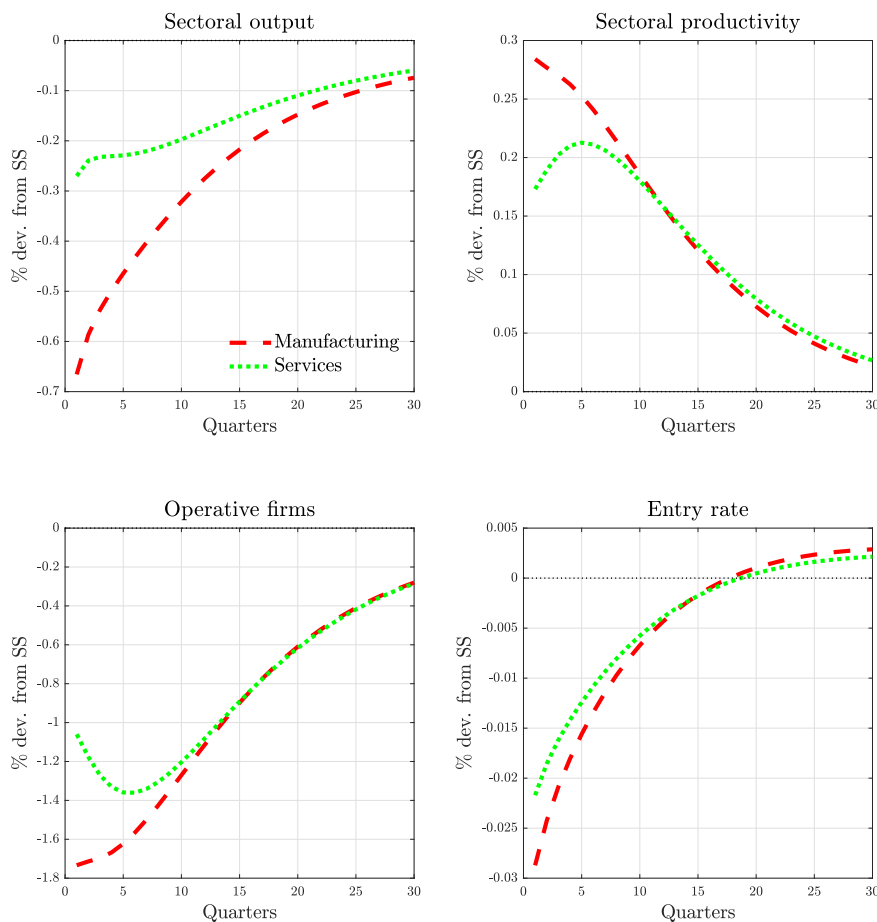 Sectoral output
% dev. from SS
0
-0.1
-0.2
-0.3
-0.4
-0.5
-0.6
-0.7
0 5 10 15 20 25 30
Quarters
Manufacturing
Services
Sectoral productivity
% dev. from SS
0.3
0.25
0.2
0.15
0.1
0.05
0
0 5 10 15 20 25 30
Quarters
Operative firms
% dev. from SS
0
-0.2
-0.4
-0.6
-0.8
-1
-1.2
-1.4
-1.6
-1.8
0 5 10 15 20 25 30
Quarters
Entry rate
% dev. from SS
0.005
0
-0.005
-0.01
-0.015
-0.02
-0.025
-0.03
0 5 10 15 20 25 30
Quarters